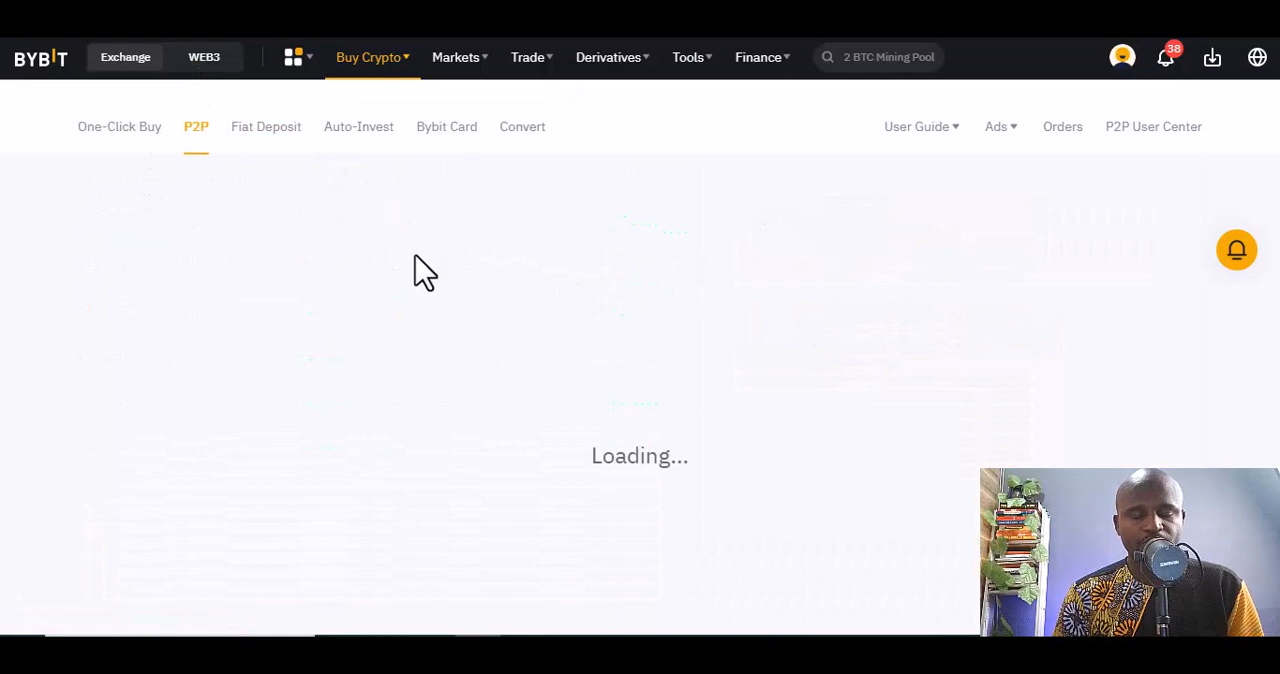 BYBIT Exchange WEB3 Buy Crypto Markets Trade Derivatives Tools Finance 2 BTC Mining Pool 38
One-Click Buy P2P Fiat Deposit Auto-Invest Bybit Card Convert User Guide Ads Orders P2P User Center
Loading...